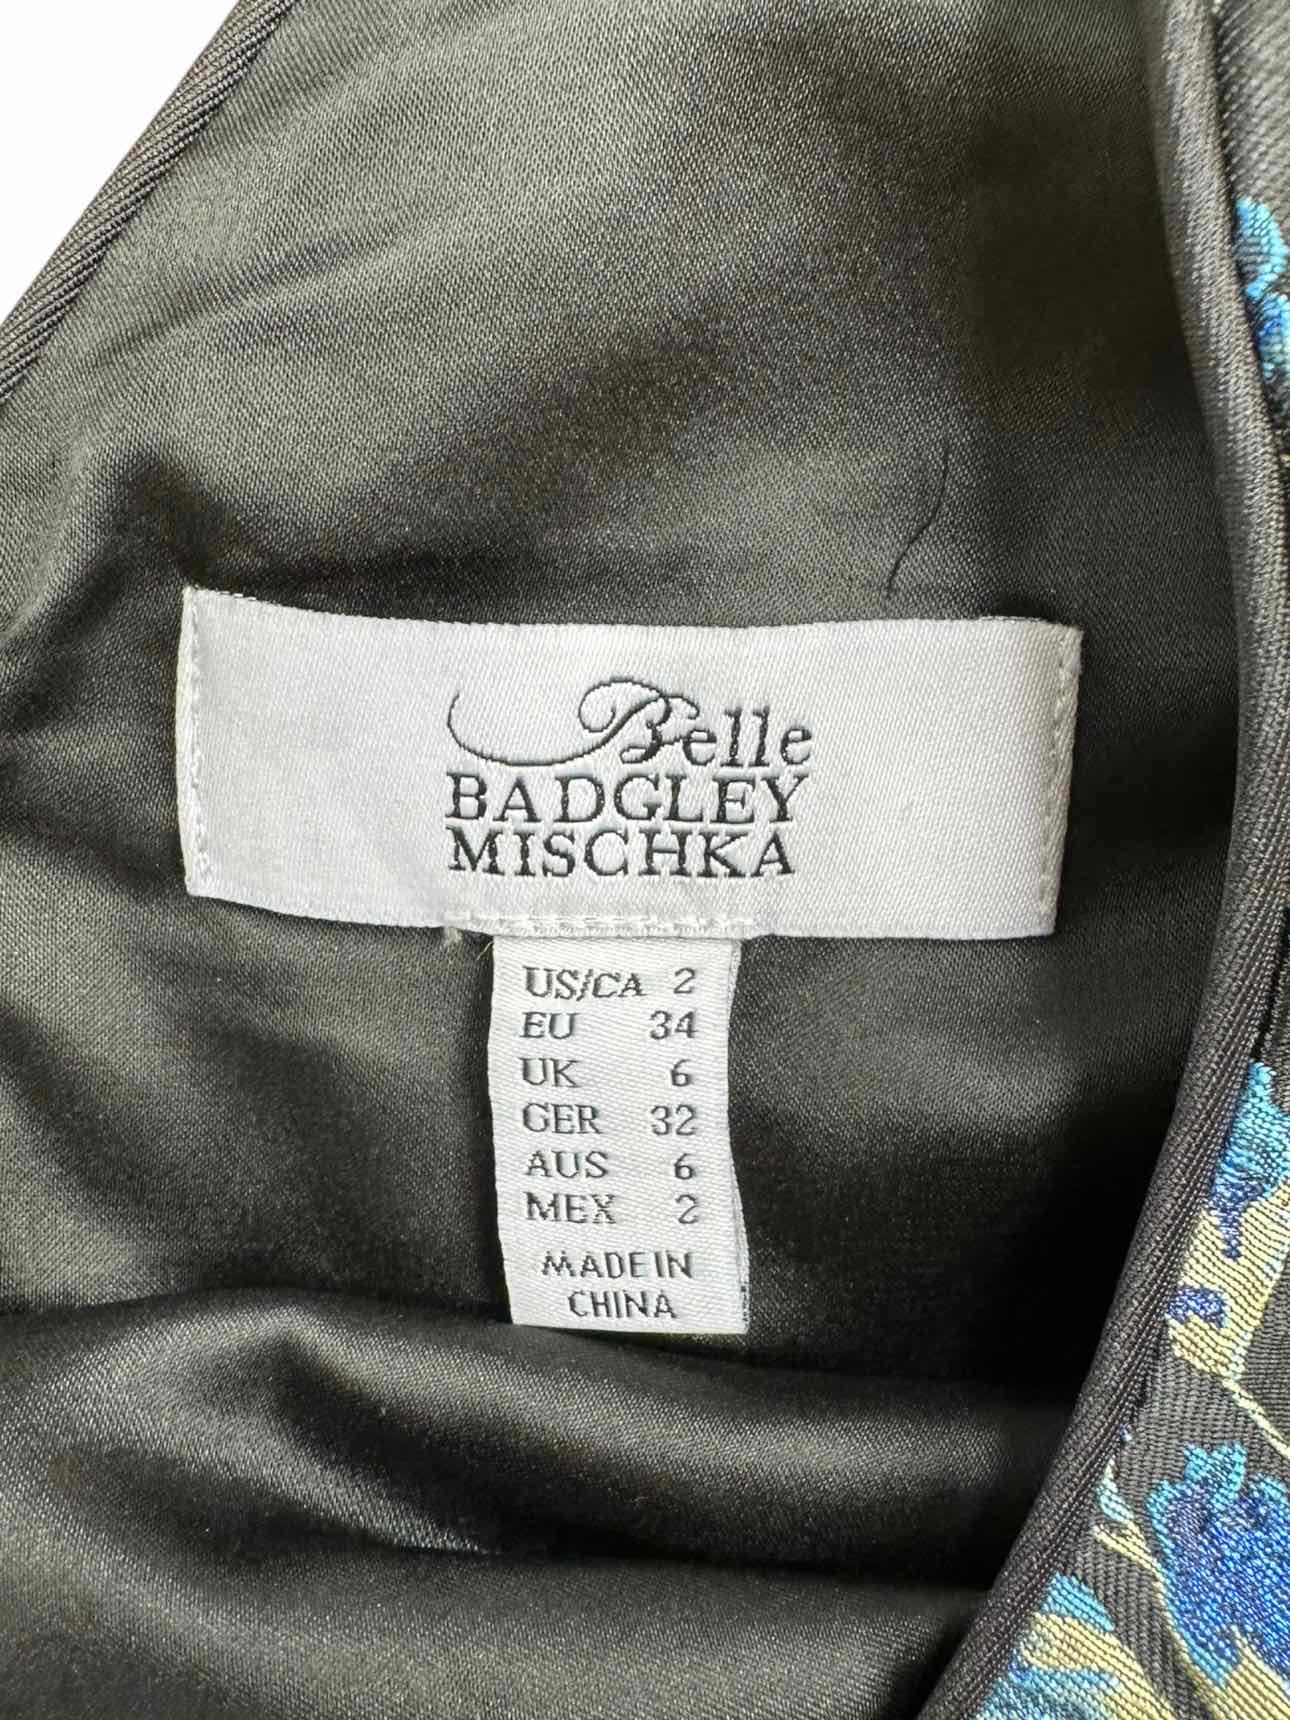 Belle
BADGLEY
MISCHKA
US/CA 2
EU 34
UK 6
GER 32
AUS 6
MEX 2
MADE IN
CHINA